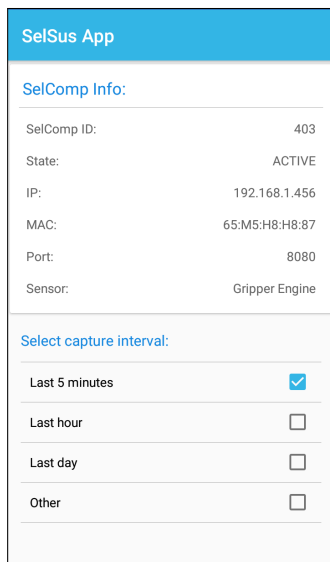 SelSus App
SelComp Info:
SelComp ID: 403
State: ACTIVE
IP: 192.168.1.456
MAC: 65:M5:H8:H8:87
Port: 8080
Sensor: Gripper Engine
Select capture interval:
Last 5 minutes
Last hour
Last day
Other